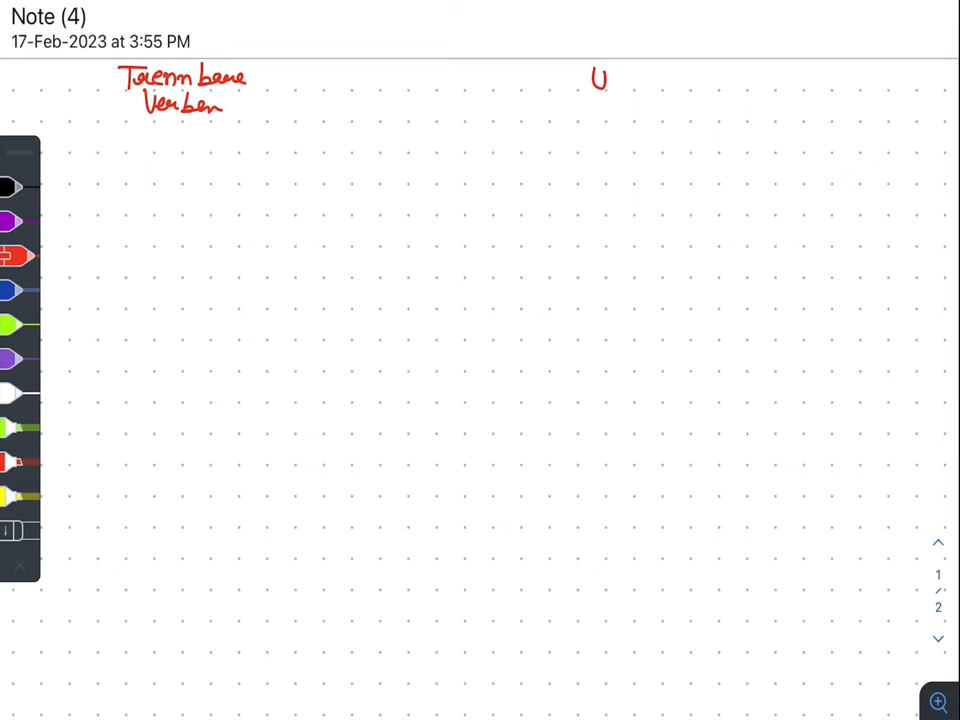 Note (4)
17-Feb-2023 at 3:55 PM
Trennbare
Verben
U
1
/
2